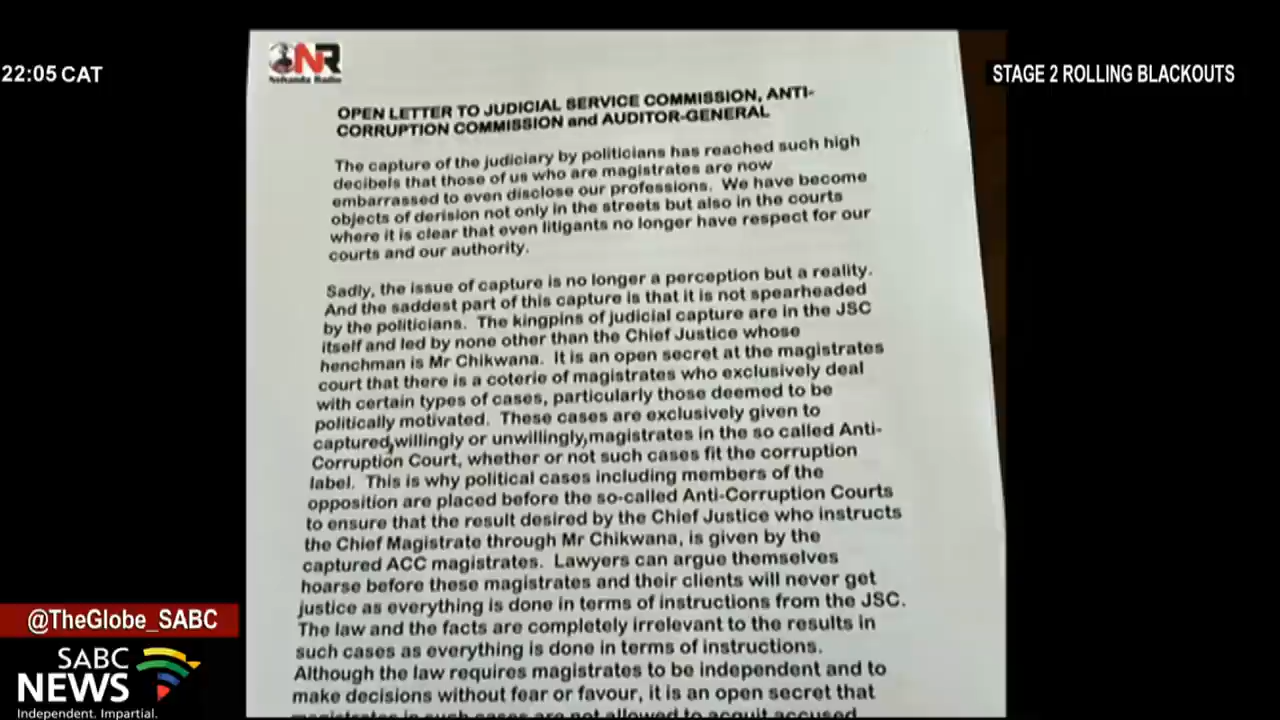 22:05 CAT
STAGE 2 ROLLING BLACKOUTS
NR
Nehanda Radio
OPEN LETTER TO JUDICIAL SERVICE COMMISSION, ANTI-
CORRUPTION COMMISSION and AUDITOR-GENERAL
The capture of the judiciary by politicians has reached such high
decibels that those of us who are magistrates are now
embarrassed to even disclose our professions. We have become
objects of derision not only in the streets but also in the courts
where it is clear that even litigants no longer have respect for our
courts and our authority.
Sadly, the issue of capture is no longer a perception but a reality.
And the saddest part of this capture is that it is not spearheaded
by the politicians. The kingpins of judicial capture are in the JSC
itself and led by none other than the Chief Justice whose
henchman is Mr Chikwana. It is an open secret at the magistrates
court that there is a coterie of magistrates who exclusively deal
with certain types of cases, particularly those deemed to be
politically motivated. These cases are exclusively given to
captured,willingly or unwillingly,magistrates in the so called Anti-
Corruption Court, whether or not such cases fit the corruption
label. This is why political cases including members of the
opposition are placed before the so-called Anti-Corruption Courts
to ensure that the result desired by the Chief Justice who instructs
the Chief Magistrate through Mr Chikwana, is given by the
captured ACC magistrates. Lawyers can argue themselves
hoarse before these magistrates and their clients will never get
justice as everything is done in terms of instructions from the JSC.
The law and the facts are completely irrelevant to the results in
such cases as everything is done in terms of instructions.
Although the law requires magistrates to be independent and to
make decisions without fear or favour, it is an open secret that
magistrates in such cases are not allowed to acquit accused
@TheGlobe_SABC
SABC
NEWS
Independent. Impartial.